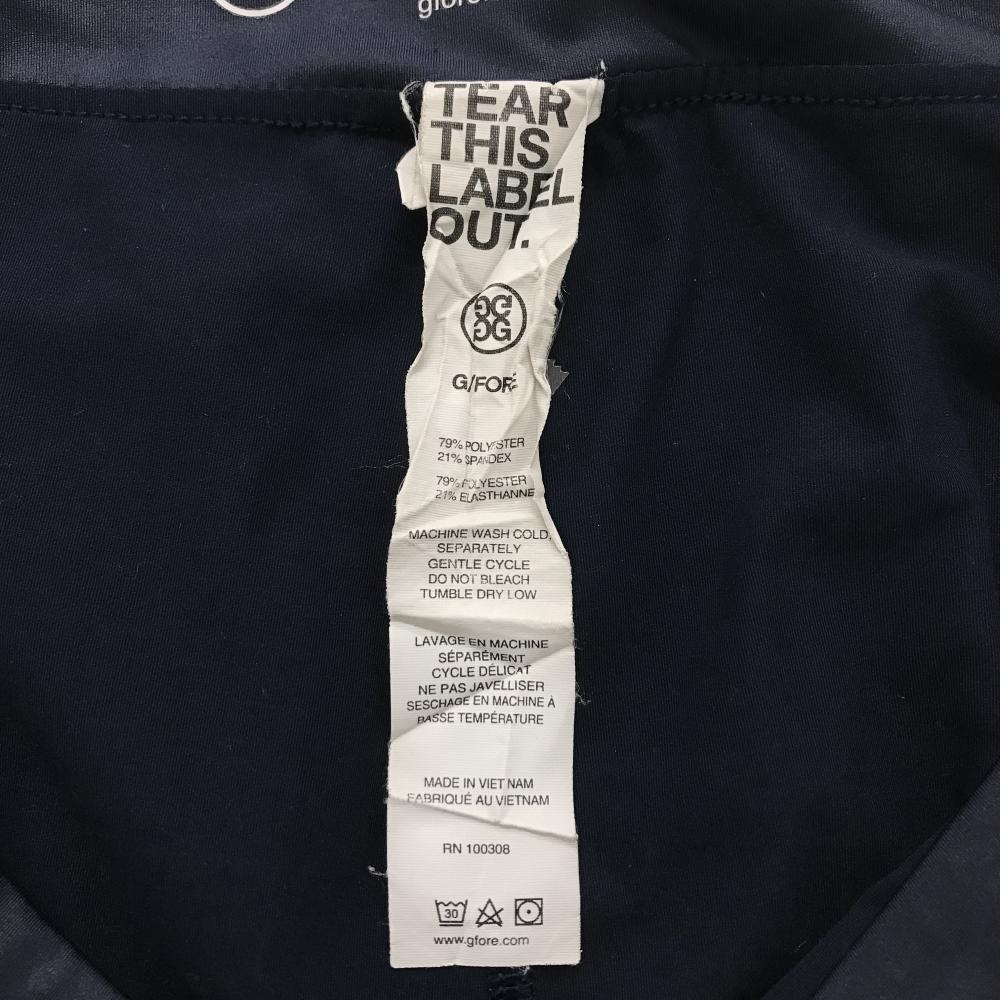 TEAR
THIS
LABEL
OUT.
G/FORE
79% POLYESTER
21% SPANDEX
79% POLYESTER
21% ELASTHANNE
MACHINE WASH COLD,
SEPARATELY
GENTLE CYCLE
DO NOT BLEACH
TUMBLE DRY LOW
LAVAGE EN MACHINE
SÉPARÉMENT
CYCLE DÉLICAT
NE PAS JAVELLISER
SESCHAGE EN MACHINE À
BASSE TEMPÉRATURE
MADE IN VIET NAM
FABRIQUÉ AU VIETNAM
RN 100308
30
www.gfore.com